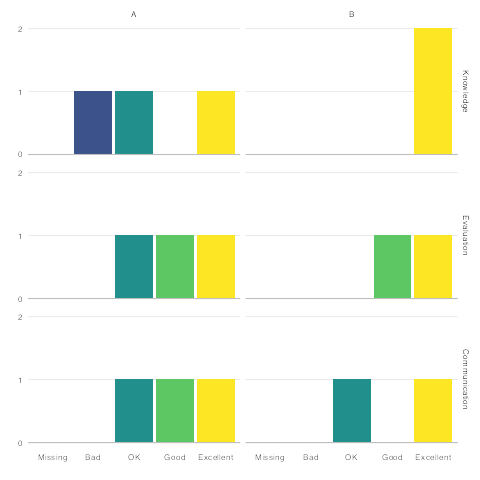 A B
2
1
0
Knowledge
2
1
0
Evaluation
2
1
0
Communication
Missing Bad OK Good Excellent Missing Bad OK Good Excellent